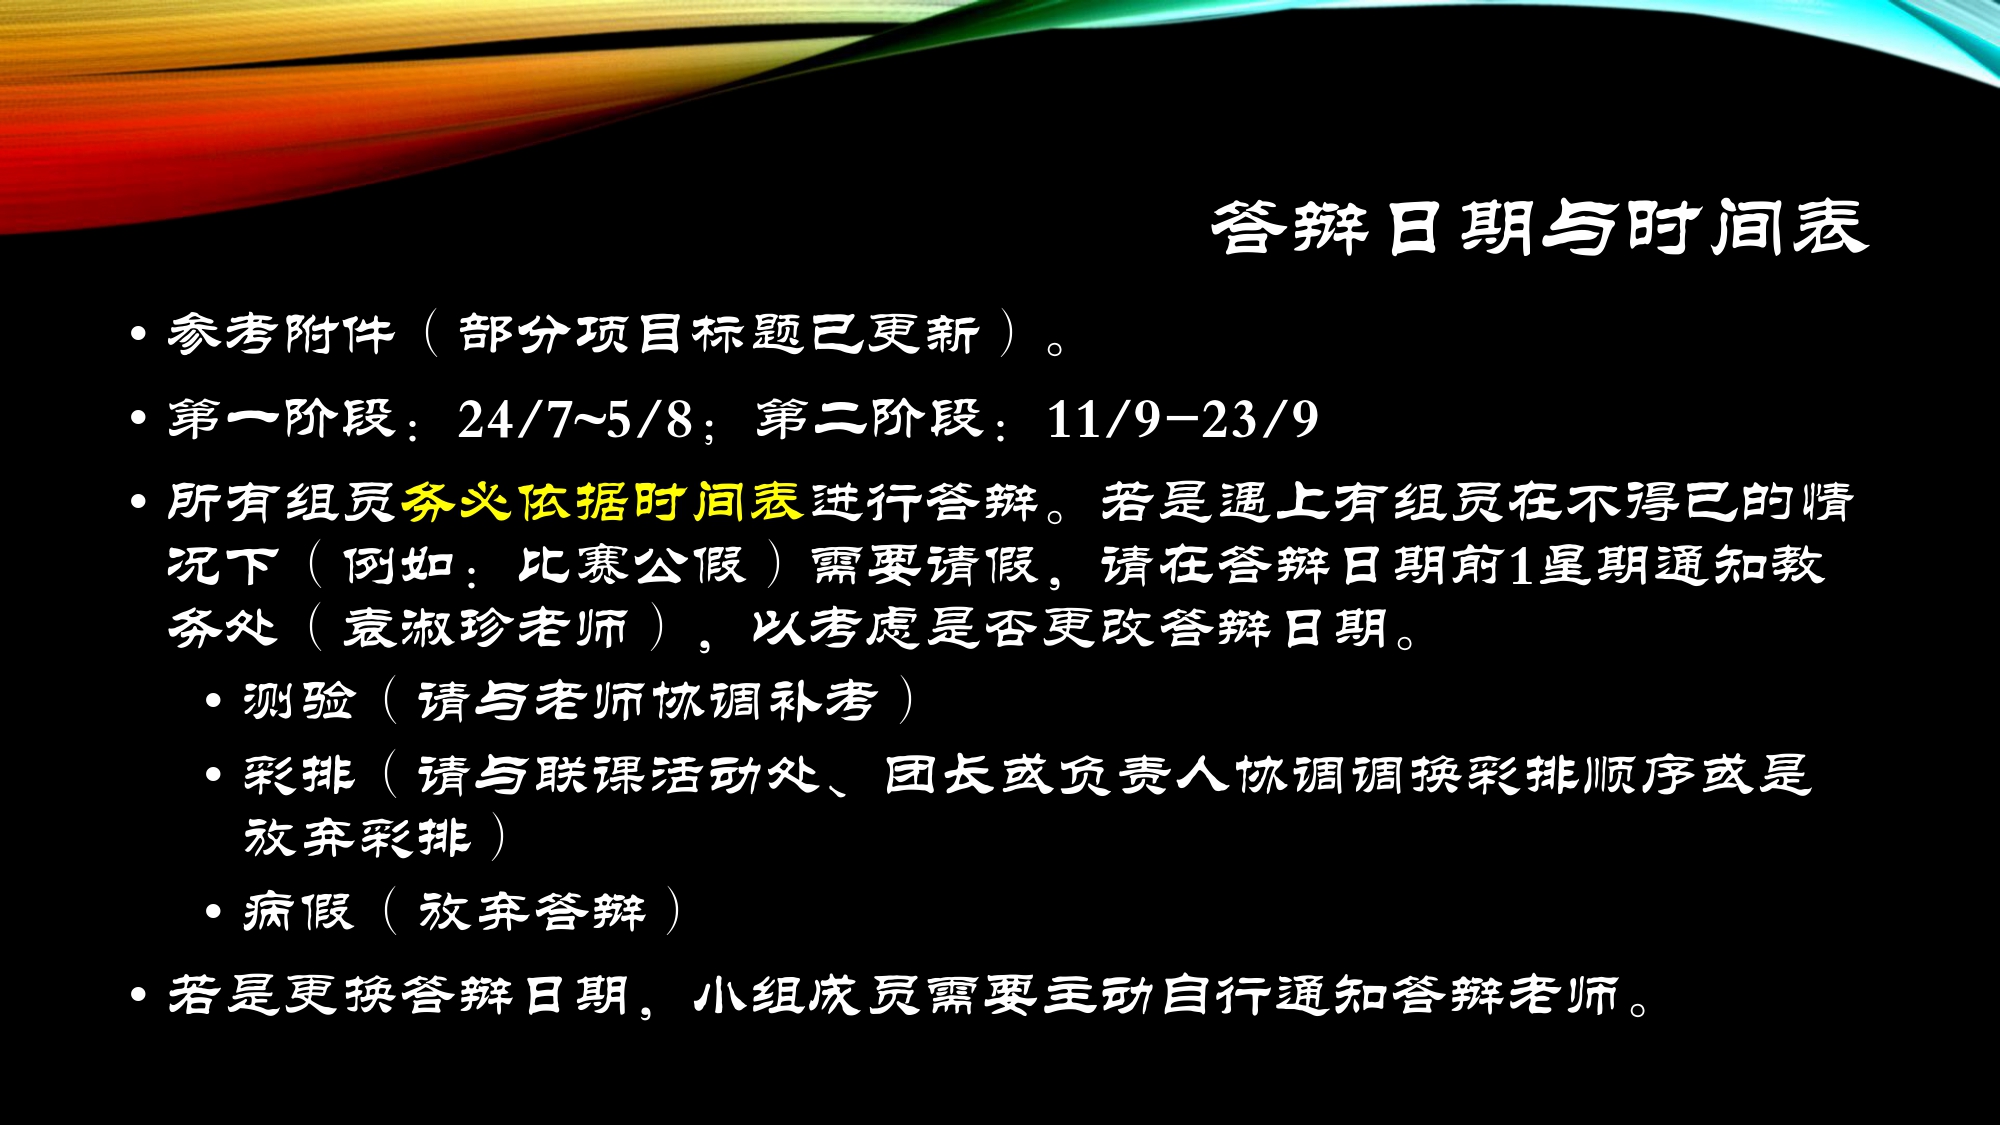 答辩日期与时间表
• 参考附件（部分项目标题已更新）。
• 第一阶段：24/7~5/8；第二阶段：11/9–23/9
• 所有组员务必依据时间表进行答辩。若是遇上有组员在不得已的情
况下（例如：比赛公假）需要请假，请在答辩日期前1星期通知教
务处（袁淑珍老师），以考虑是否更改答辩日期。
• 测验（请与老师协调补考）
• 彩排（请与联课活动处、团长或负责人协调调换彩排顺序或是
放弃彩排）
• 病假（放弃答辩）
• 若是更换答辩日期，小组成员需要主动自行通知答辩老师。